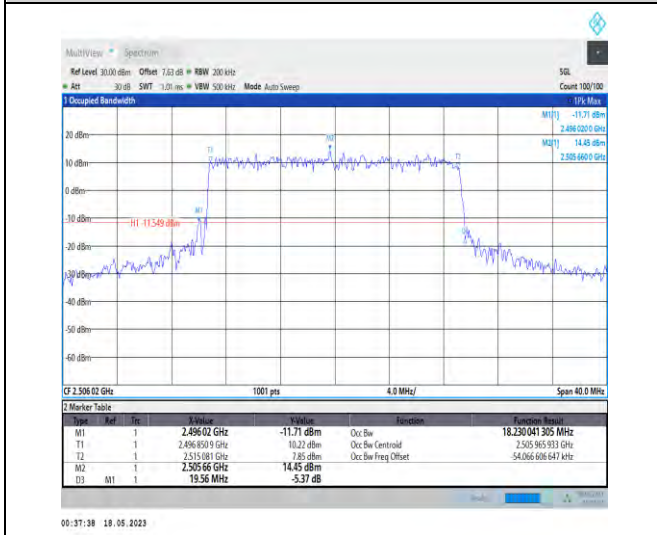 MultiView Spectrum
Ref Level 30.00 dBm Offset 7.63 dB RBW 200 kHz SGL
Att 30 dB SWT 1.01 ms VBW 500 kHz Mode Auto Sweep Count 100/100
1 Occupied Bandwidth 1Pk Max
M1[1] -11.71 dBm
2.496 020 0 GHz
M2[1] 14.45 dBm
2.505 660 0 GHz
20 dBm
10 dBm
0 dBm
-10 dBm
H1 -11.549 dBm
-20 dBm
-30 dBm
-40 dBm
-50 dBm
-60 dBm
M1
M2
T1
CF 2.506 02 GHz 1001 pts 4.0 MHz/ Span 40.0 MHz
2 Marker Table
Type Ref Trc X-Value Y-Value Function Function Result
M1 1 2.496 02 GHz -11.71 dBm Occ Bw 18.230 041 305 MHz
T1 1 2.496 850 9 GHz 10.22 dBm Occ Bw Centroid 2.505 965 933 GHz
T2 1 2.515 081 GHz 7.85 dBm Occ Bw Freq Offset -54.066 606 647 kHz
M2 1 2.505 66 GHz 14.45 dBm
D3 M1 1 19.56 MHz -5.37 dB
00:37:38 18.05.2023